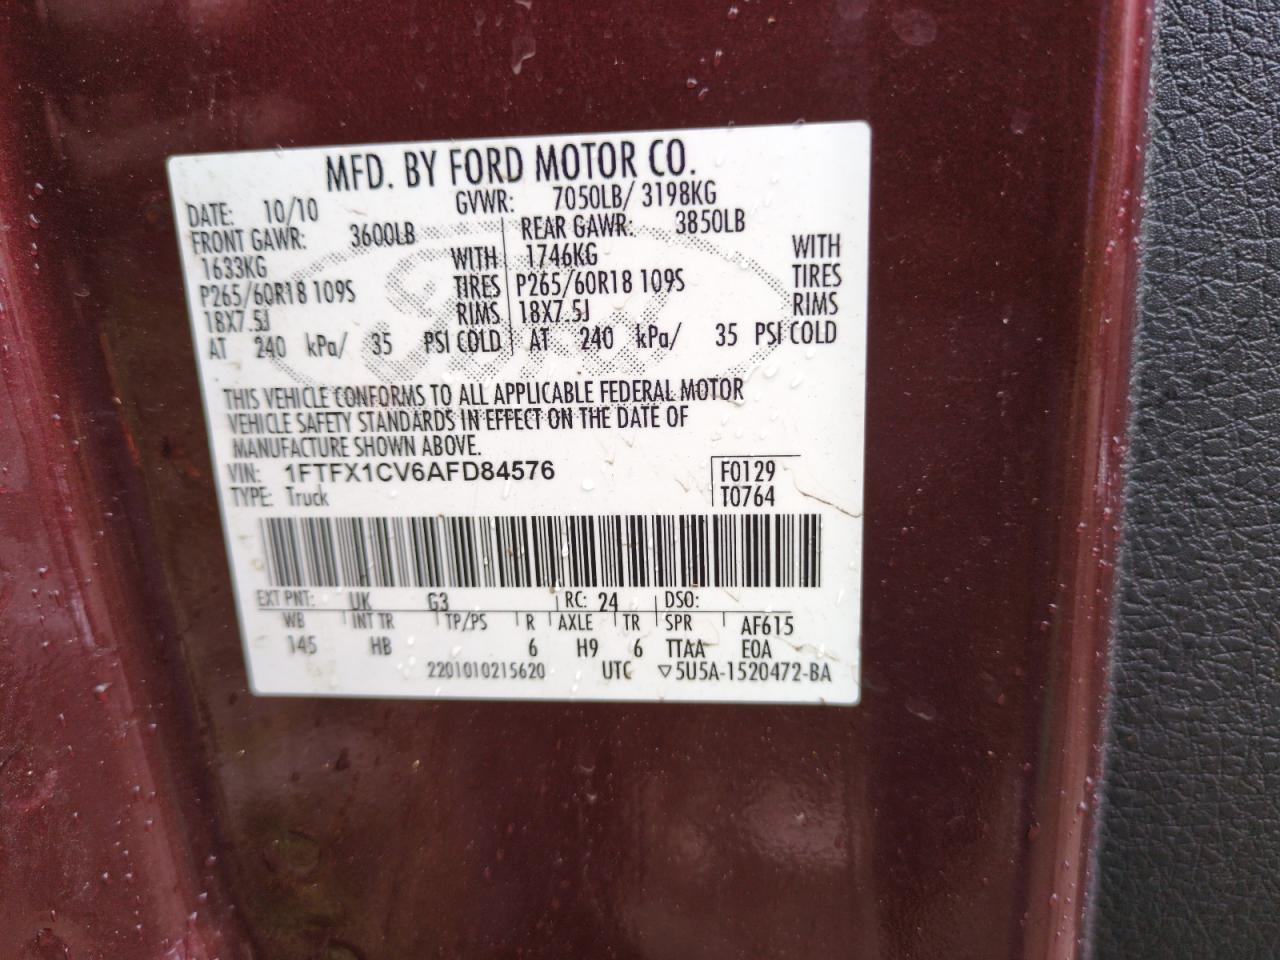 MFD. BY FORD MOTOR CO.
DATE: 10/10 GVWR: 7050LB/ 3198KG
FRONT GAWR: 3600LB REAR GAWR: 3850LB
1633KG WITH 1746KG WITH
P265/60R18 109S TIRES P265/60R18 109S TIRES
18X7.5J RIMS 18X7.5J RIMS
AT 240 kPa/ 35 PSI COLD AT 240 kPa/ 35 PSI COLD
THIS VEHICLE CONFORMS TO ALL APPLICABLE FEDERAL MOTOR
VEHICLE SAFETY STANDARDS IN EFFECT ON THE DATE OF
MANUFACTURE SHOWN ABOVE.
VIN: 1FTFX1CV6AFD84576 F0129
TYPE: Truck T0764
EXT PNT: UK G3 RC: 24 DSO:
WB INT TR TP/PS R AXLE TR SPR AF615
145 HB 6 H9 6 TTAA EOA
2201010215620 UTC ▽5U5A-1520472-BA